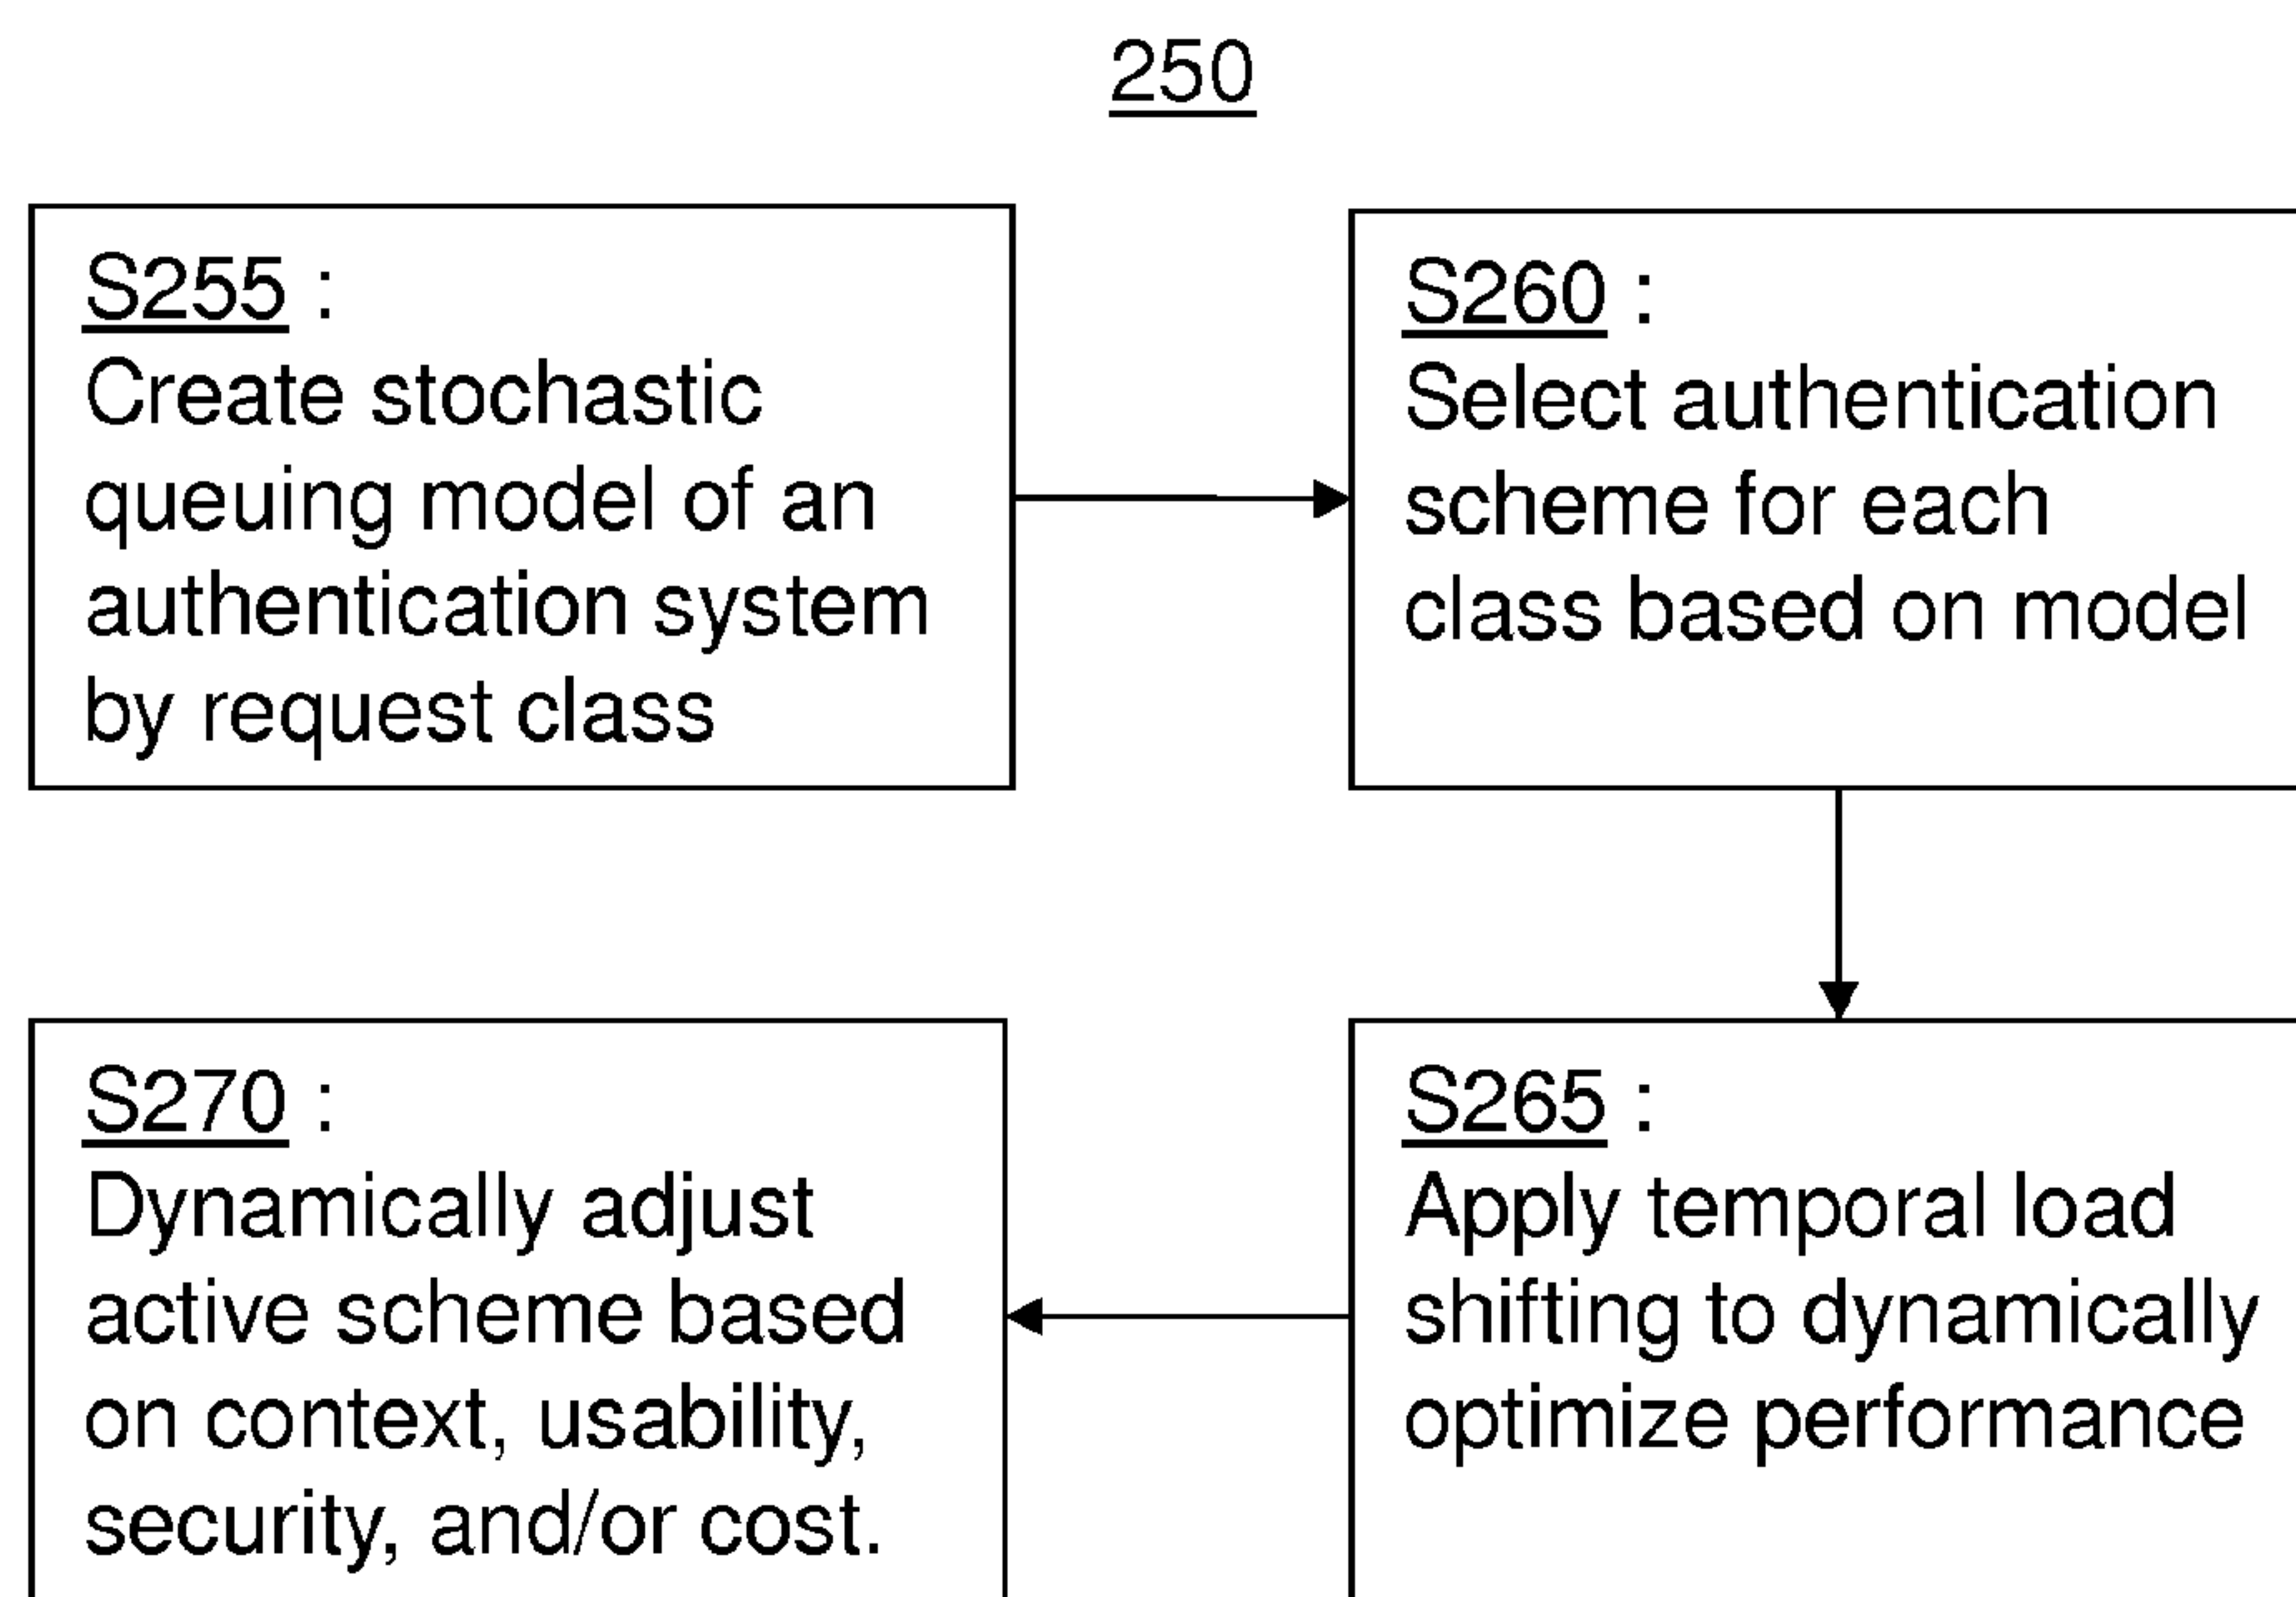 250
S255 :
Create stochastic
queuing model of an
authentication system
by request class
S260 :
Select authentication
scheme for each
class based on model
S270 :
Dynamically adjust
active scheme based
on context, usability,
security, and/or cost.
S265 :
Apply temporal load
shifting to dynamically
optimize performance